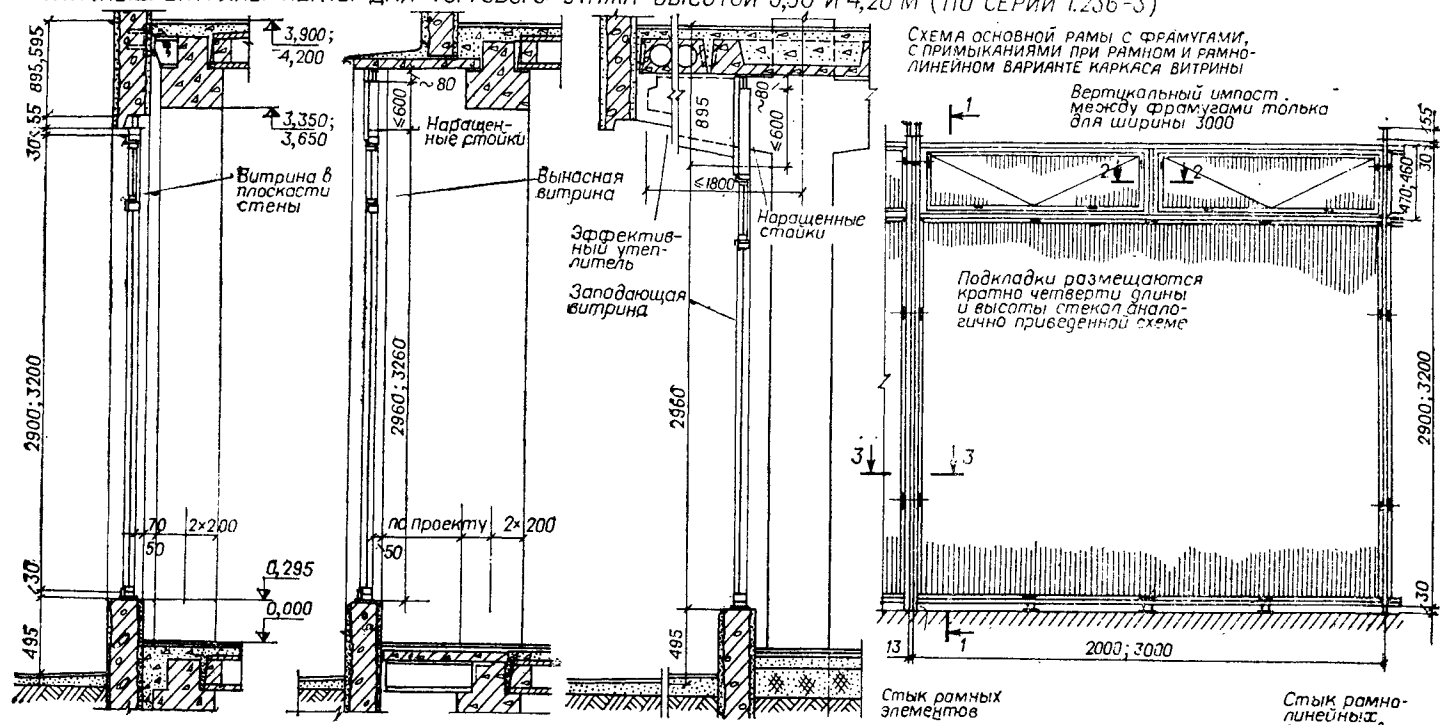 ДЛЯ ТОРГОВОГО ЭТАЖА ВЫСОТОЙ 3,30 И 4,20 М (ПО СЕРИИ 1.236-3)
СХЕМА ОСНОВНОЙ РАМЫ С ФРАМУГАМИ,
С ПРИМЫКАНИЯМИ ПРИ РАМНОМ И РАМНО-
ЛИНЕЙНОМ ВАРИАНТЕ КАРКАСА ВИТРИНЫ
Вертикальный импост
между фрамугами только
для ширины 3000
895,595
55
30
2900;3200
30
495
3,900;
4,200
3,350;
3,650
Витрина в
плоскости
стены
70
2×200
50
0,295
0,000
~80
≤600
Наращен-
ные стойки
Выносная
витрина
2960;3260
по проекту
2×200
50
895
~80
≤600
≤1800
Наращенные
стойки
Эффектив-
ный утеп-
литель
Западающая
витрина
2960
495
1
2
2
55
30
470;460
Подкладки размещаются
кратно четверти длины
и высоты стекол анало-
гично приведенной схеме
2900;3200
3
3
30
13
1
2000;3000
Стык рамных
элементов
Стык рамно-
линейных